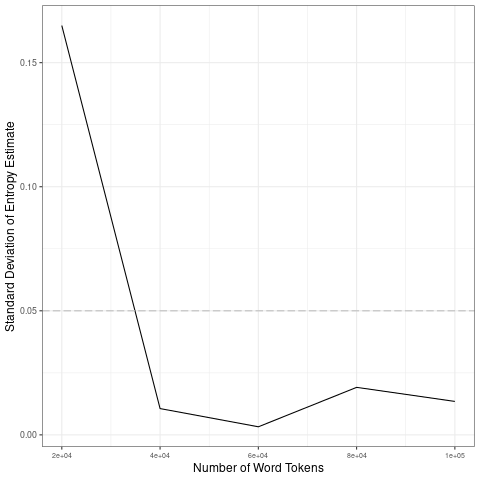 Standard Deviation of Entropy Estimate
0.15
0.10
0.05
0.00
2e+04 4e+04 6e+04 8e+04 1e+05
Number of Word Tokens